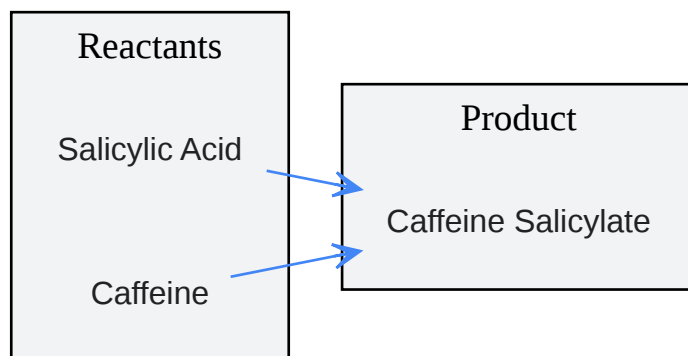 Reactants
Salicylic Acid
Caffeine
Product
Caffeine Salicylate